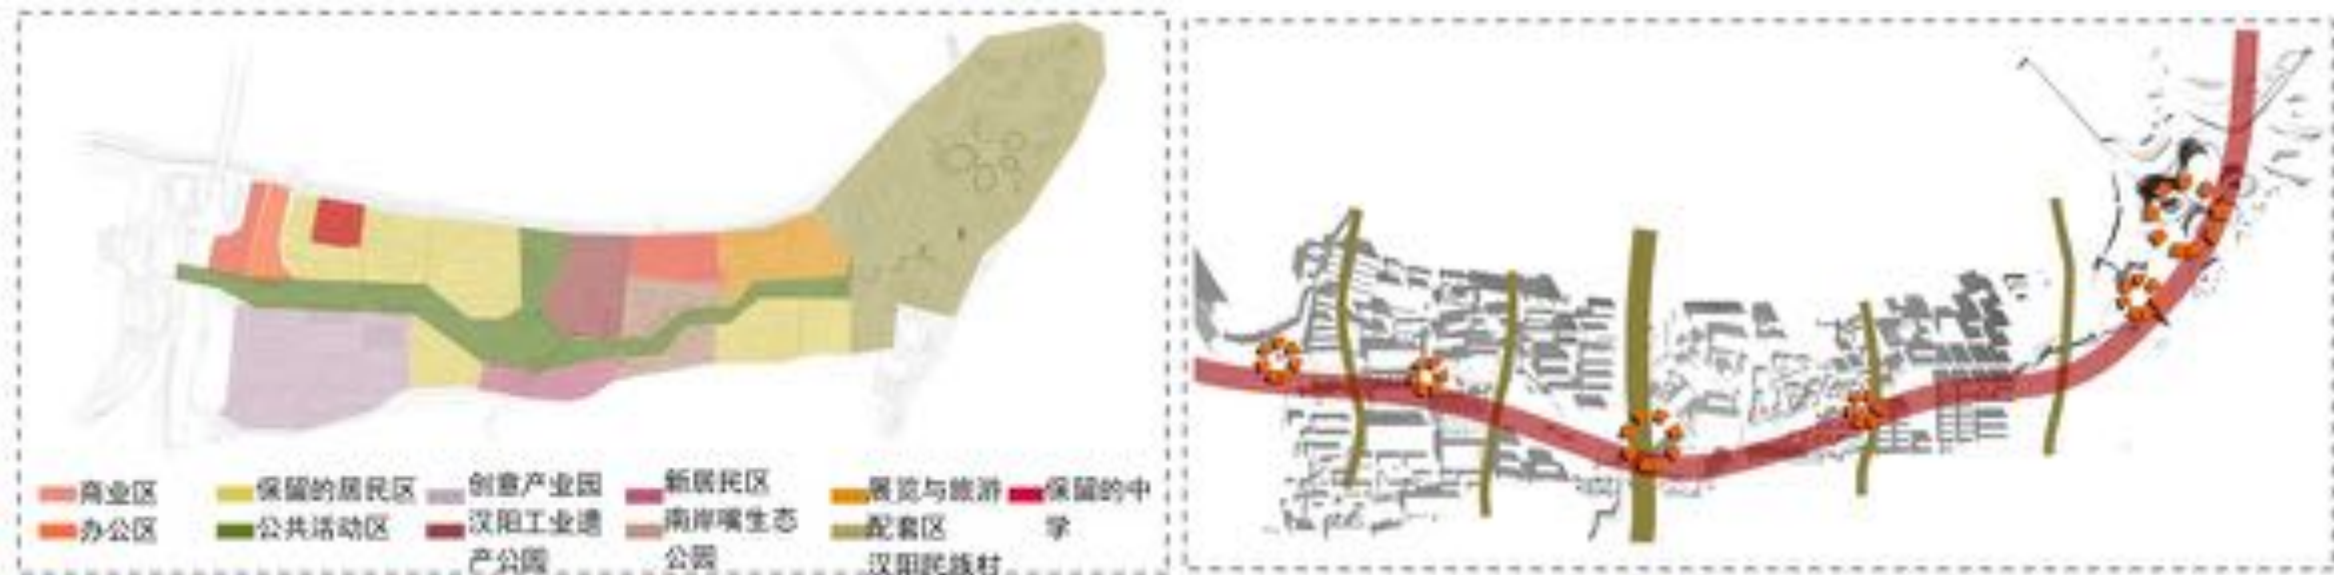 商业区
保留的居民区
创意产业园
新居民区
展览与旅游
保留的中
办公区
公共活动区
汉阳工业遗
南岸嘴生态
配套区
学
产公园
公园
汉阳民族村